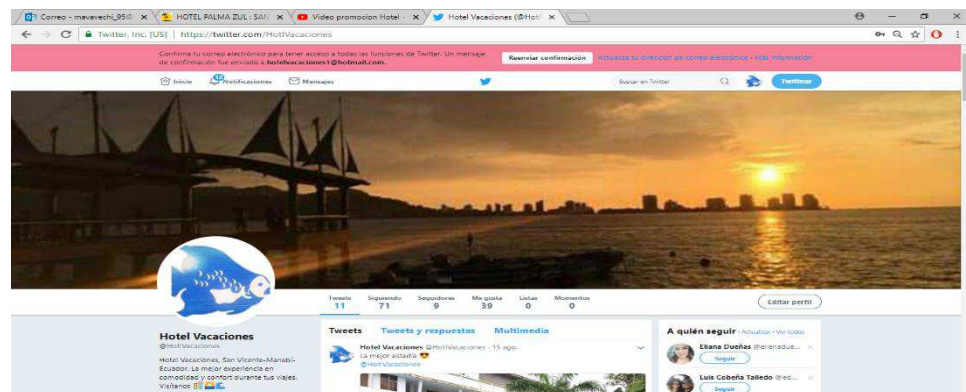 Correo - mavavechi_95@
HOTEL PALMA ZUL : SAN
Video promocion Hotel -
Hotel Vacaciones (@Hotl
Twitter, Inc. [US] | https://twitter.com/HotlVacaciones
Confirma tu correo electrónico para tener acceso a todas las funciones de Twitter. Un mensaje
de confirmación fue enviado a hotelvacaciones1@hotmail.com.
Reenviar confirmación
Actualiza tu dirección de correo electrónico · Más información
Inicio
Notificaciones
Mensajes
Buscar en Twitter
Twittear
Tweets Siguiendo Seguidores Me gusta Listas Momentos
11 71 9 39 0 0
Editar perfil
Hotel Vacaciones
@HotlVacaciones
Hotel Vacaciones, San Vicente-Manabí-
Ecuador. La mejor experiencia en
comodidad y confort durante tus viajes.
Visítanos
Tweets Tweets y respuestas Multimedia
Hotel Vacaciones @HotlVacaciones · 15 ago.
La mejor estadía
@HotlVacaciones
A quién seguir · Actualizar · Ver todos
Eliana Dueñas @elianadue...
Seguir
Luis Cobeña Talledo @ed...
Seguir